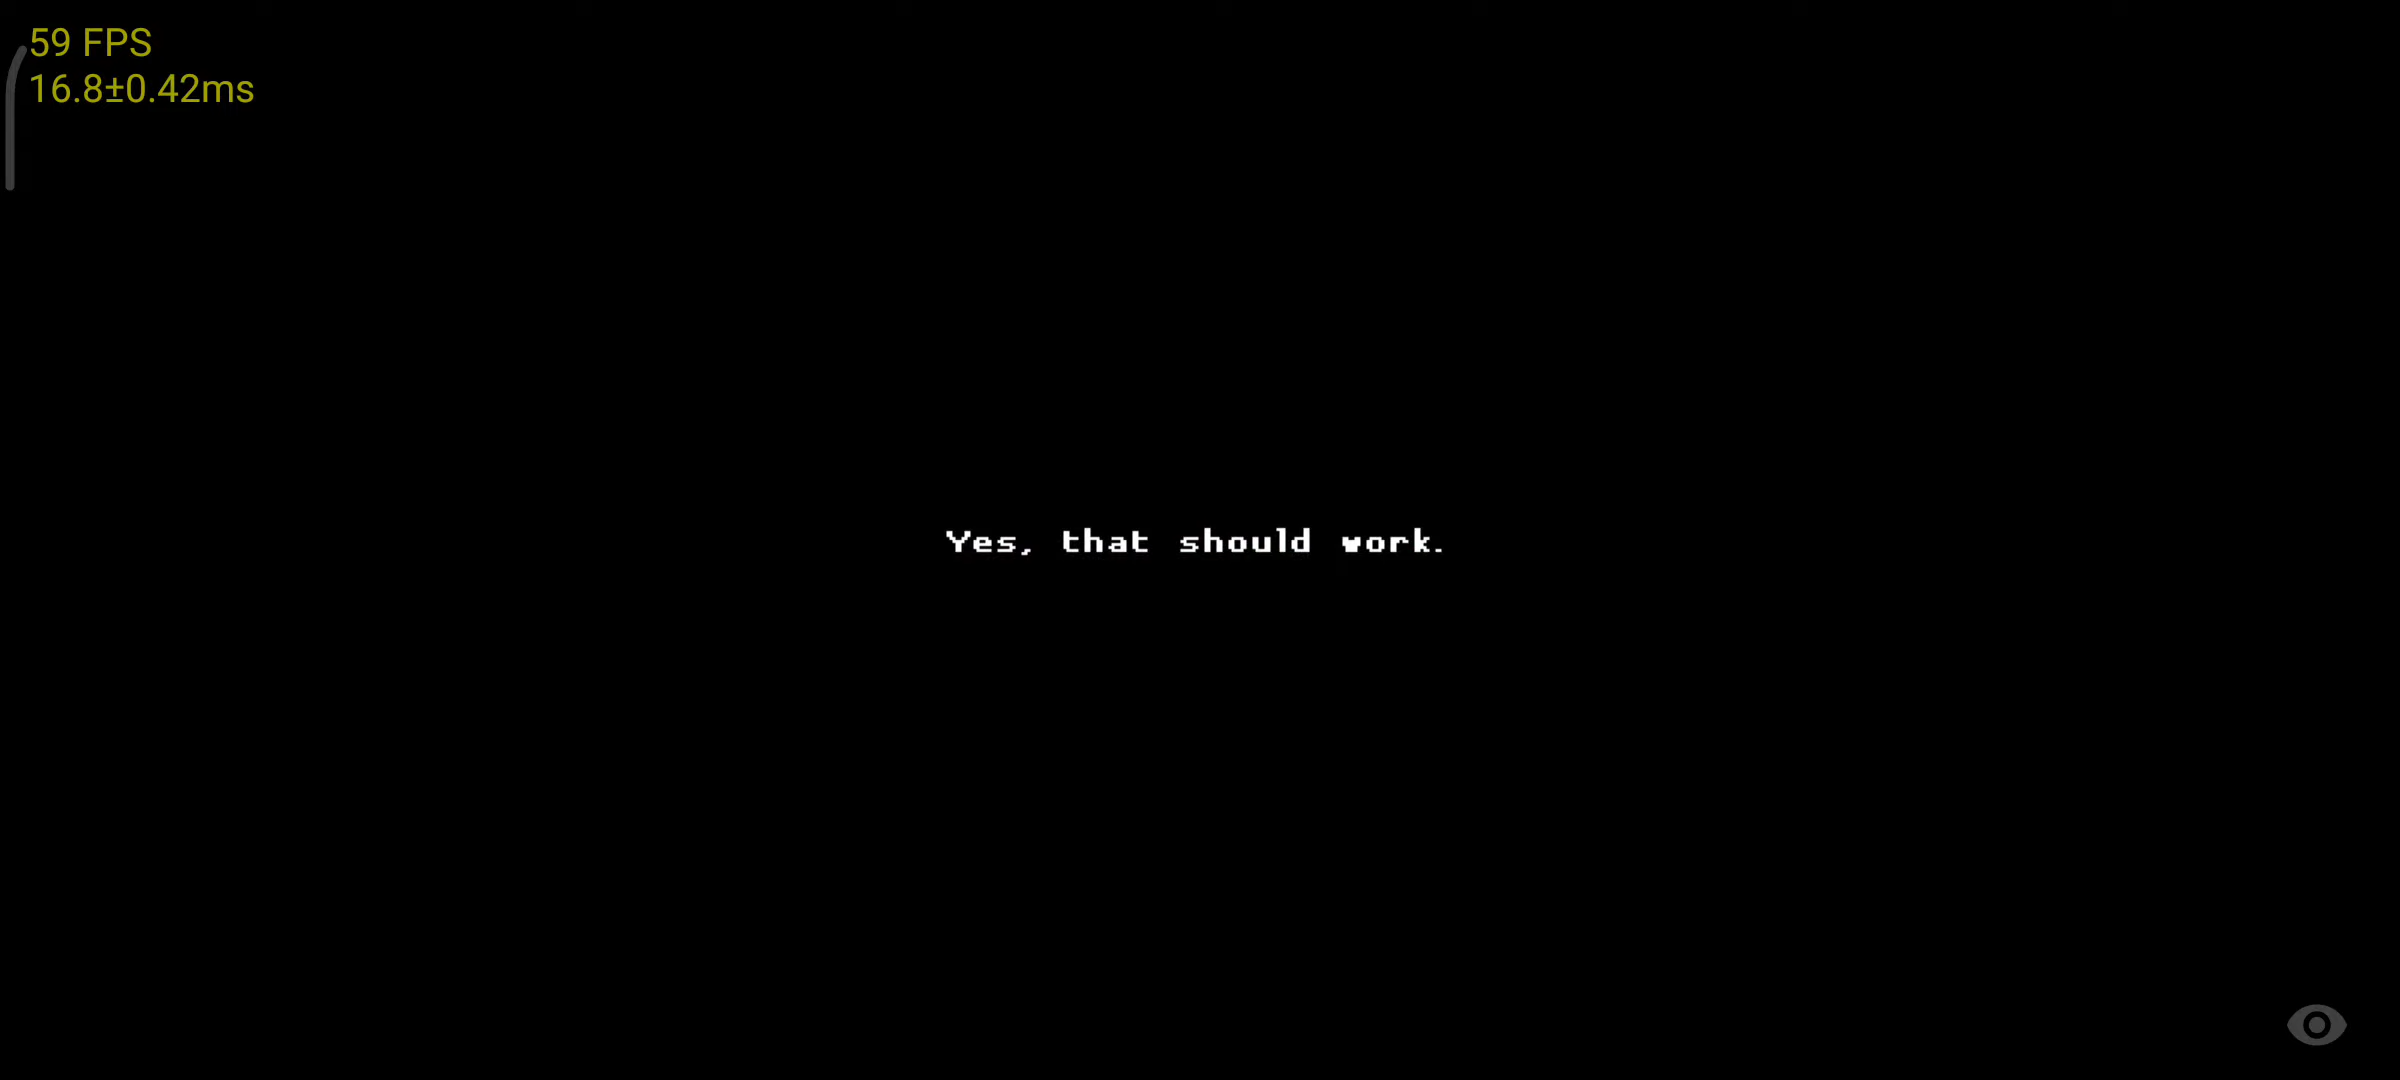 59 FPS
16.8±0.42ms
Yes, that should work.